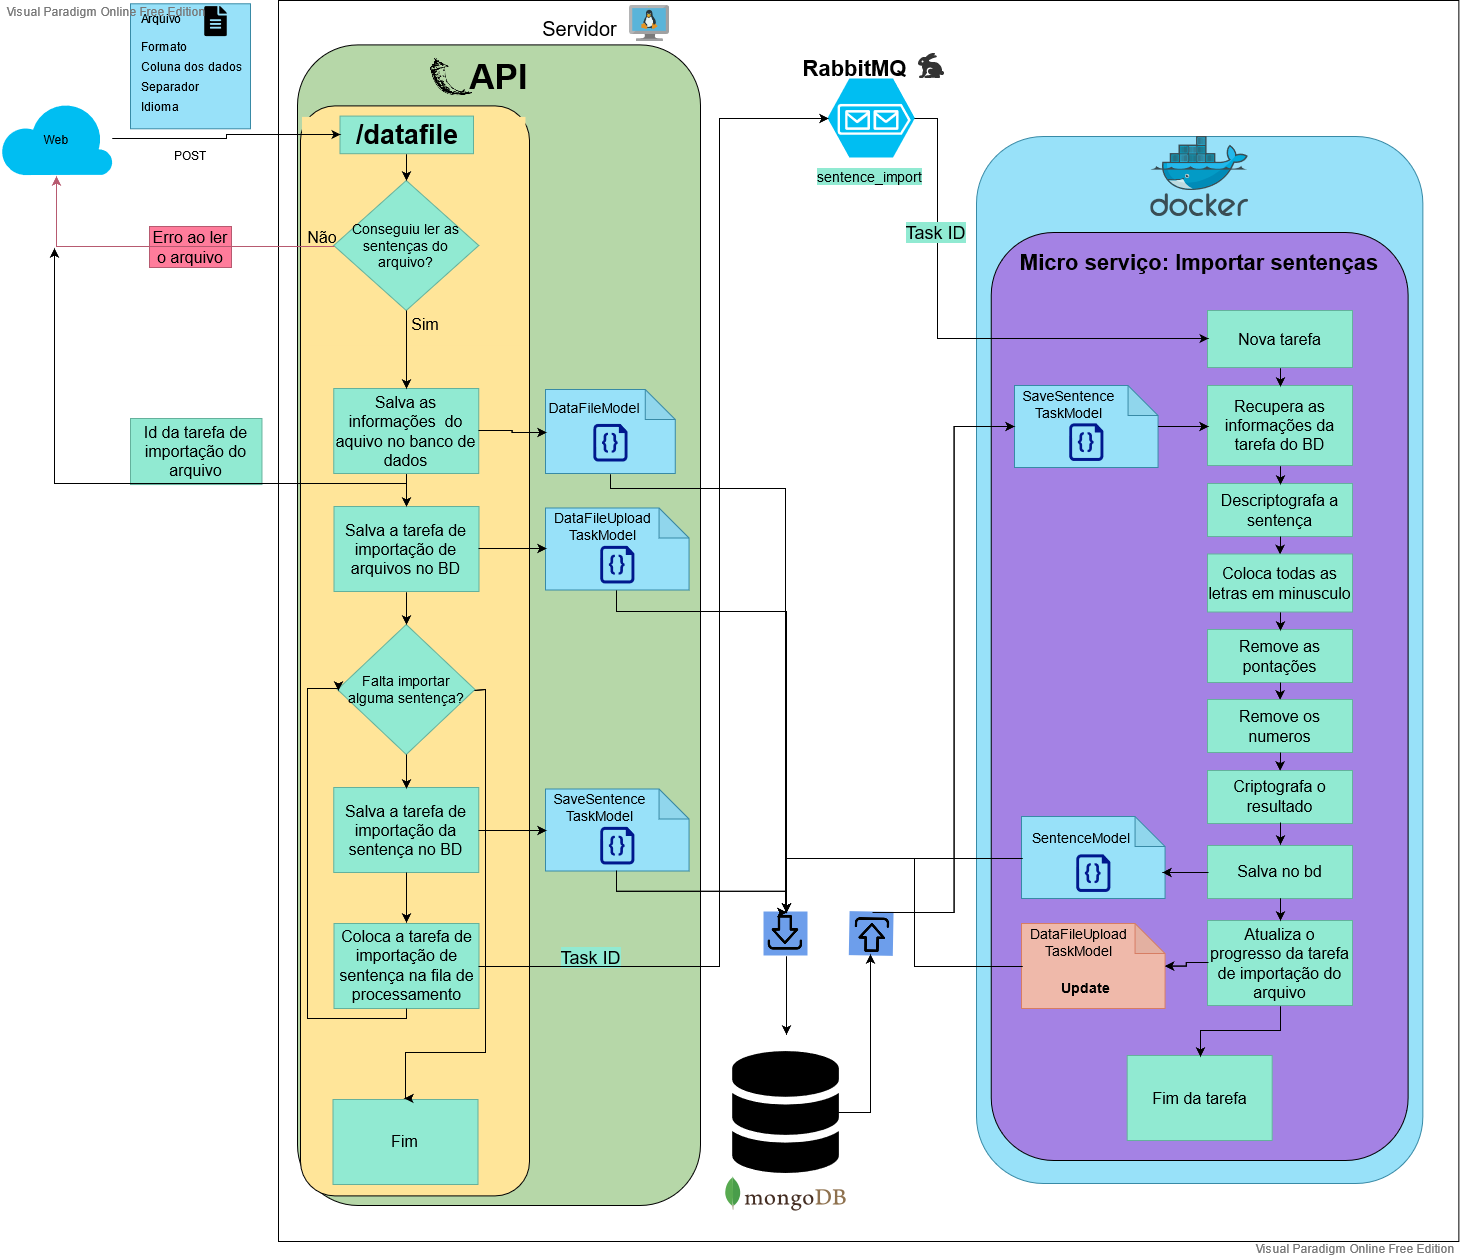 Visual Paradigm Online Free Edition
Arquivo
Formato
Coluna dos dados
Separador
Idioma
Web
POST
Erro ao ler
o arquivo
Id da tarefa de
importação do
arquivo
Servidor
API
/datafile
Conseguiu ler as
sentenças do
arquivo?
Não
Sim
Salva as
informações do
aquivo no banco de
dados
DataFileModel
{}
Salva a tarefa de
importação de
arquivos no BD
DataFileUpload
TaskModel
{}
Falta importar
alguma sentença?
Salva a tarefa de
importação da
sentença no BD
SaveSentence
TaskModel
{}
Coloca a tarefa de
importação de
sentença na fila de
processamento
Task ID
Fim
RabbitMQ
sentence_import
Task ID
mongoDB
docker
Micro serviço: Importar sentenças
Nova tarefa
SaveSentence
TaskModel
{}
Recupera as
informações da
tarefa do BD
Descriptografa a
sentença
Coloca todas as
letras em minusculo
Remove as
pontações
Remove os
numeros
Criptografa o
resultado
SentenceModel
{}
Salva no bd
DataFileUpload
TaskModel
Update
Atualiza o
progresso da tarefa
de importação do
arquivo
Fim da tarefa
Visual Paradigm Online Free Edition